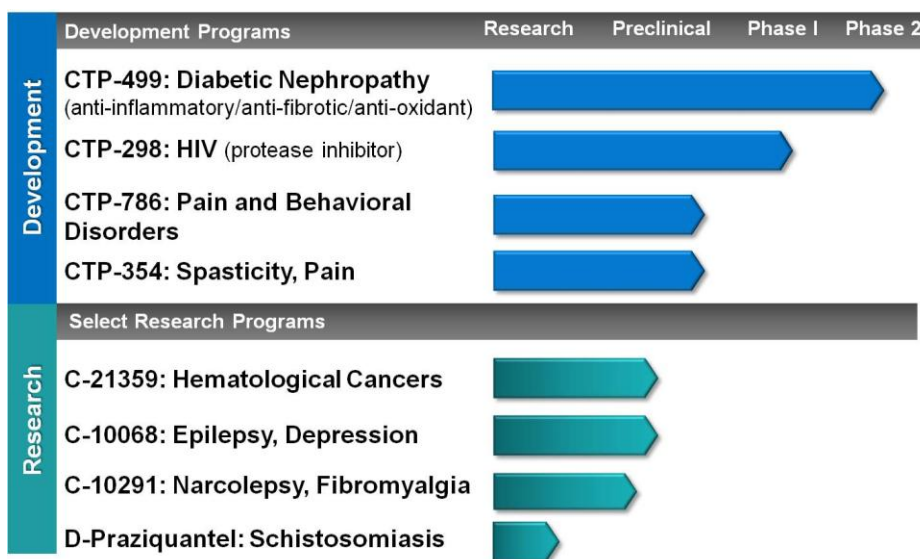 Development Programs Research Preclinical Phase I Phase 2
Development
CTP-499: Diabetic Nephropathy
(anti-inflammatory/anti-fibrotic/anti-oxidant)
CTP-298: HIV (protease inhibitor)
CTP-786: Pain and Behavioral
Disorders
CTP-354: Spasticity, Pain
Select Research Programs
Research
C-21359: Hematological Cancers
C-10068: Epilepsy, Depression
C-10291: Narcolepsy, Fibromyalgia
D-Praziquantel: Schistosomiasis